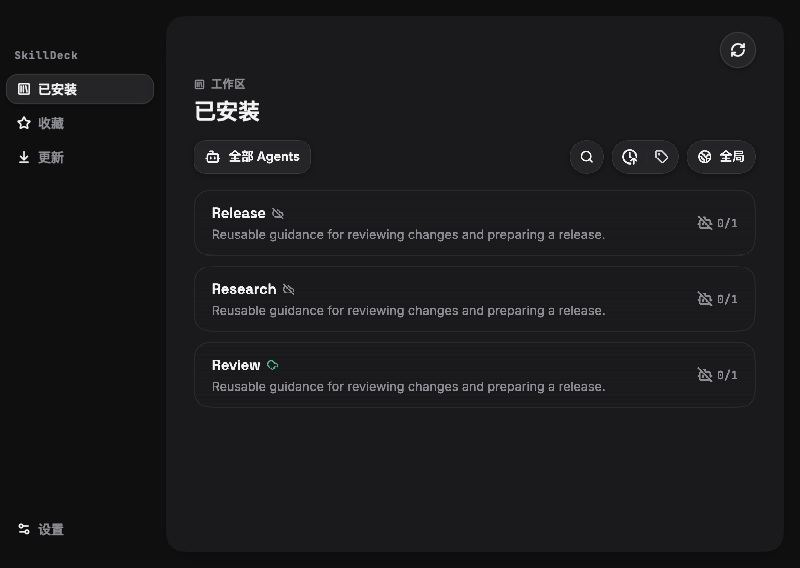 SkillDeck
已安装
收藏
更新
设置
工作区
已安装
全部 Agents
全局
Release
Reusable guidance for reviewing changes and preparing a release.
0/1
Research
Reusable guidance for reviewing changes and preparing a release.
0/1
Review
Reusable guidance for reviewing changes and preparing a release.
0/1